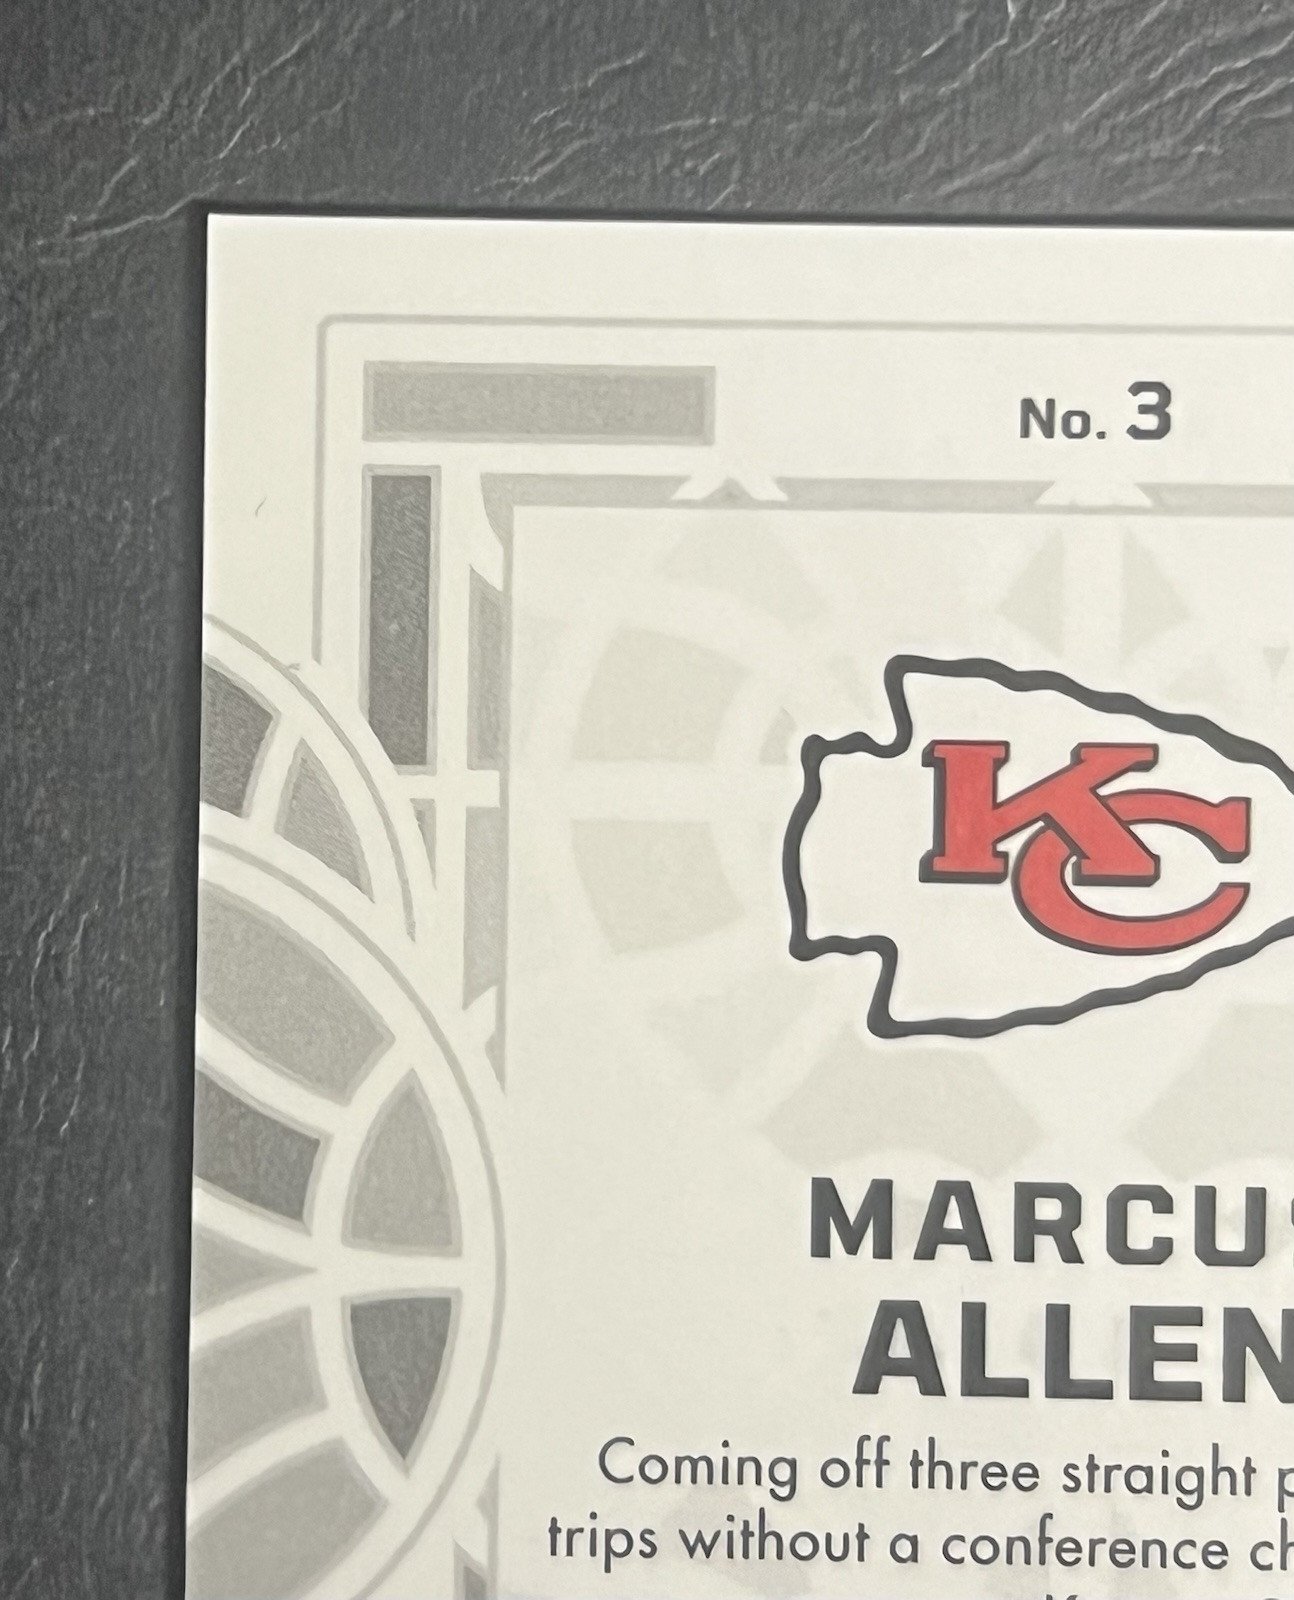 No. 3
KC
MARCUS
ALLEN
Coming off three straight
trips without a conference